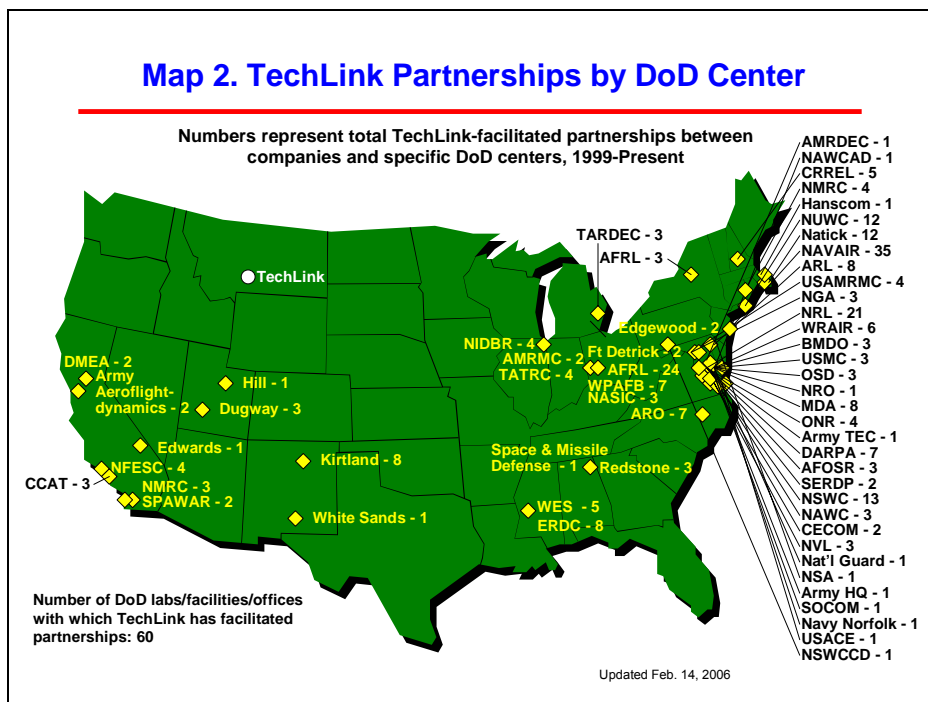 Map 2. TechLink Partnerships by DoD Center
Numbers represent total TechLink-facilitated partnerships between
companies and specific DoD centers, 1999-Present
TARDEC - 3
AFRL - 3
TechLink
Edgewood - 2
NIDBR - 4
AMRMC - 2
TATRC - 4
Ft Detrick - 2
AFRL - 24
WPAFB - 7
NASIC - 3
ARO - 7
DMEA - 2
Army
Aeroflight-
dynamics - 2
Hill - 1
Dugway - 3
Edwards - 1
NFESC - 4
CCAT - 3
NMRC - 3
SPAWAR - 2
Kirtland - 8
White Sands - 1
Space & Missile
Defense - 1
Redstone - 3
WES - 5
ERDC - 8
AMRDEC - 1
NAWCAD - 1
CRREL - 5
NMRC - 4
Hanscom - 1
NUWC - 12
Natick - 12
NAVAIR - 35
ARL - 8
USAMRMC - 4
NGA - 3
NRL - 21
WRAIR - 6
BMDO - 3
USMC - 3
OSD - 3
NRO - 1
MDA - 8
ONR - 4
Army TEC - 1
DARPA - 7
AFOSR - 3
SERDP - 2
NSWC - 13
NAWC - 3
CECOM - 2
NVL - 3
Nat'l Guard - 1
NSA - 1
Army HQ - 1
SOCOM - 1
Navy Norfolk - 1
USACE - 1
NSWCCD - 1
Number of DoD labs/facilities/offices
with which TechLink has facilitated
partnerships: 60
Updated Feb. 14, 2006